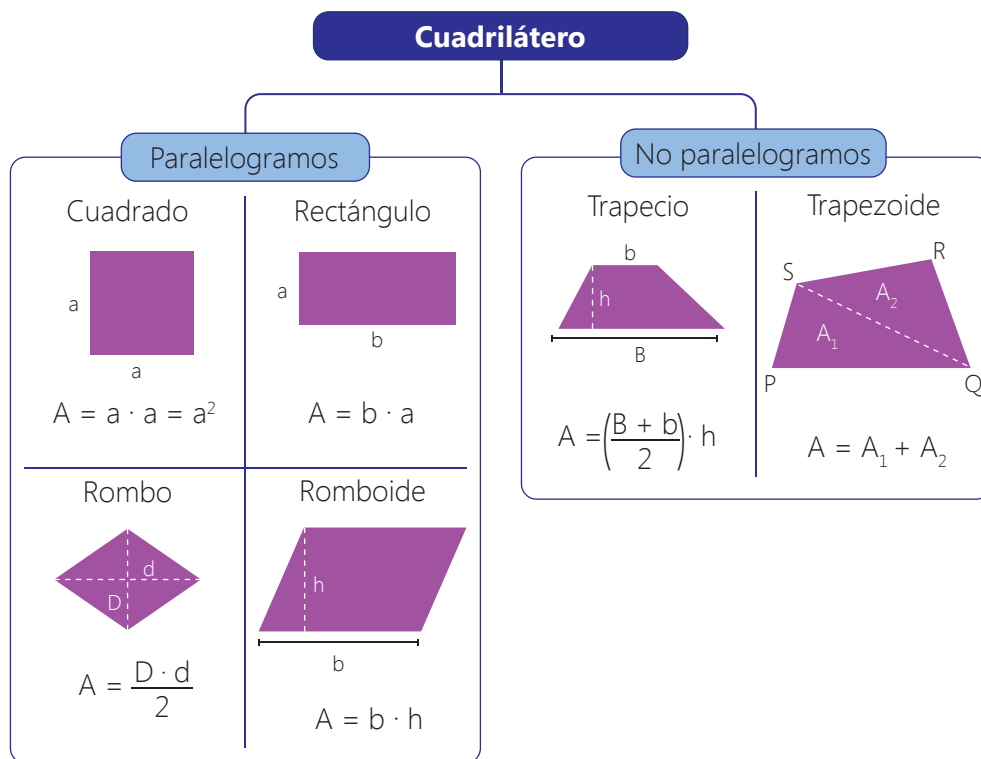 Cuadrilátero
Paralelogramos
Cuadrado
a
a
A = a · a = a²
Rectángulo
a
b
A = b · a
Rombo
d
D
A = D · d / 2
Romboide
h
b
A = b · h
No paralelogramos
Trapecio
b
h
B
A = (B + b / 2) · h
Trapezoide
R
S
A₂
A₁
P
Q
A = A₁ + A₂